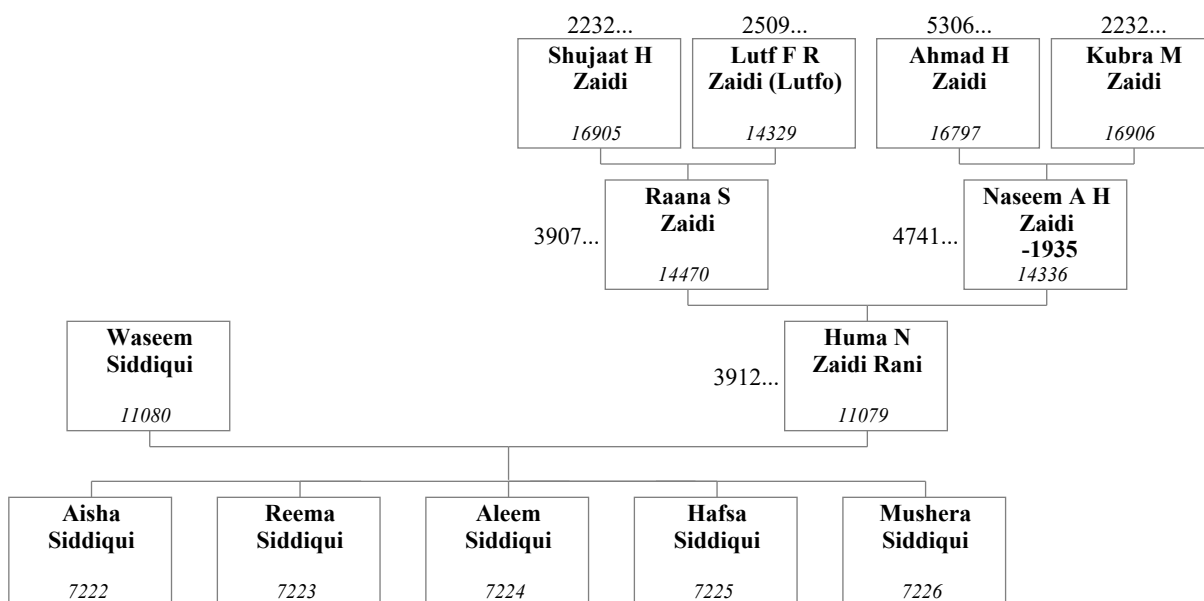 2232...
2509...
5306...
2232...
Shujaat H
Zaidi
16905
Lutf F R
Zaidi (Lutfo)
14329
Ahmad H
Zaidi
16797
Kubra M
Zaidi
16906
3907...
Raana S
Zaidi
14470
4741...
Naseem A H
Zaidi
-1935
14336
Waseem
Siddiqui
11080
3912...
Huma N
Zaidi Rani
11079
Aisha
Siddiqui
7222
Reema
Siddiqui
7223
Aleem
Siddiqui
7224
Hafsa
Siddiqui
7225
Mushera
Siddiqui
7226